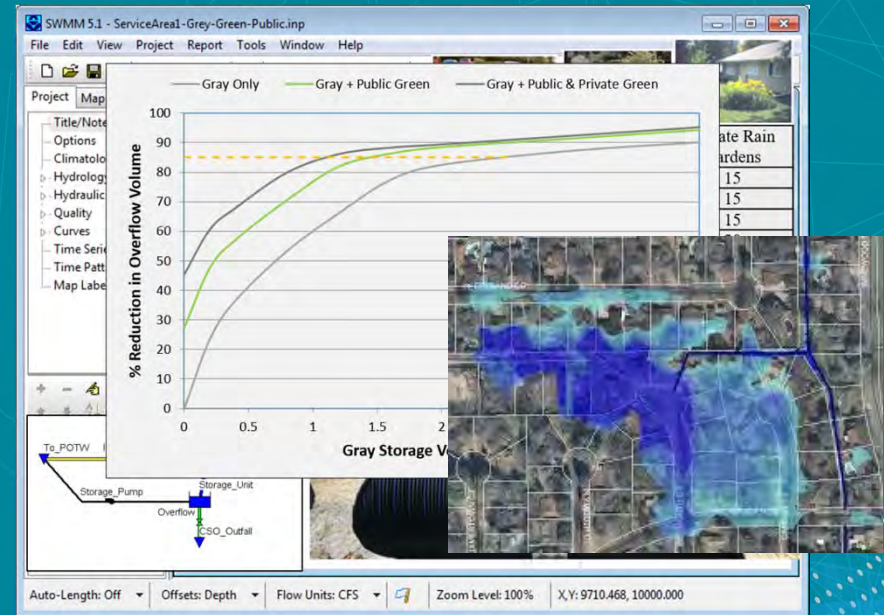 SWMM 5.1 - ServiceArea1-Grey-Green-Public.inp
File Edit View Project Report Tools Window Help
Project Map
Title/Note
Options
Climatolo
Hydrology
Hydraulic
Quality
Curves
Time Serie
Time Patt
Map Labe
Gray Only Gray + Public Green Gray + Public & Private Green
% Reduction in Overflow Volume
100
90
80
70
60
50
40
30
20
10
0
0 0.5 1 1.5 2
Gray Storage V
ate Rain
ardens
15
15
15
To_POTW
Storage_Pump
Storage_Unit
Overflow
CSO_Outfall
Auto-Length: Off Offsets: Depth Flow Units: CFS Zoom Level: 100% X,Y: 9710.468, 10000.000